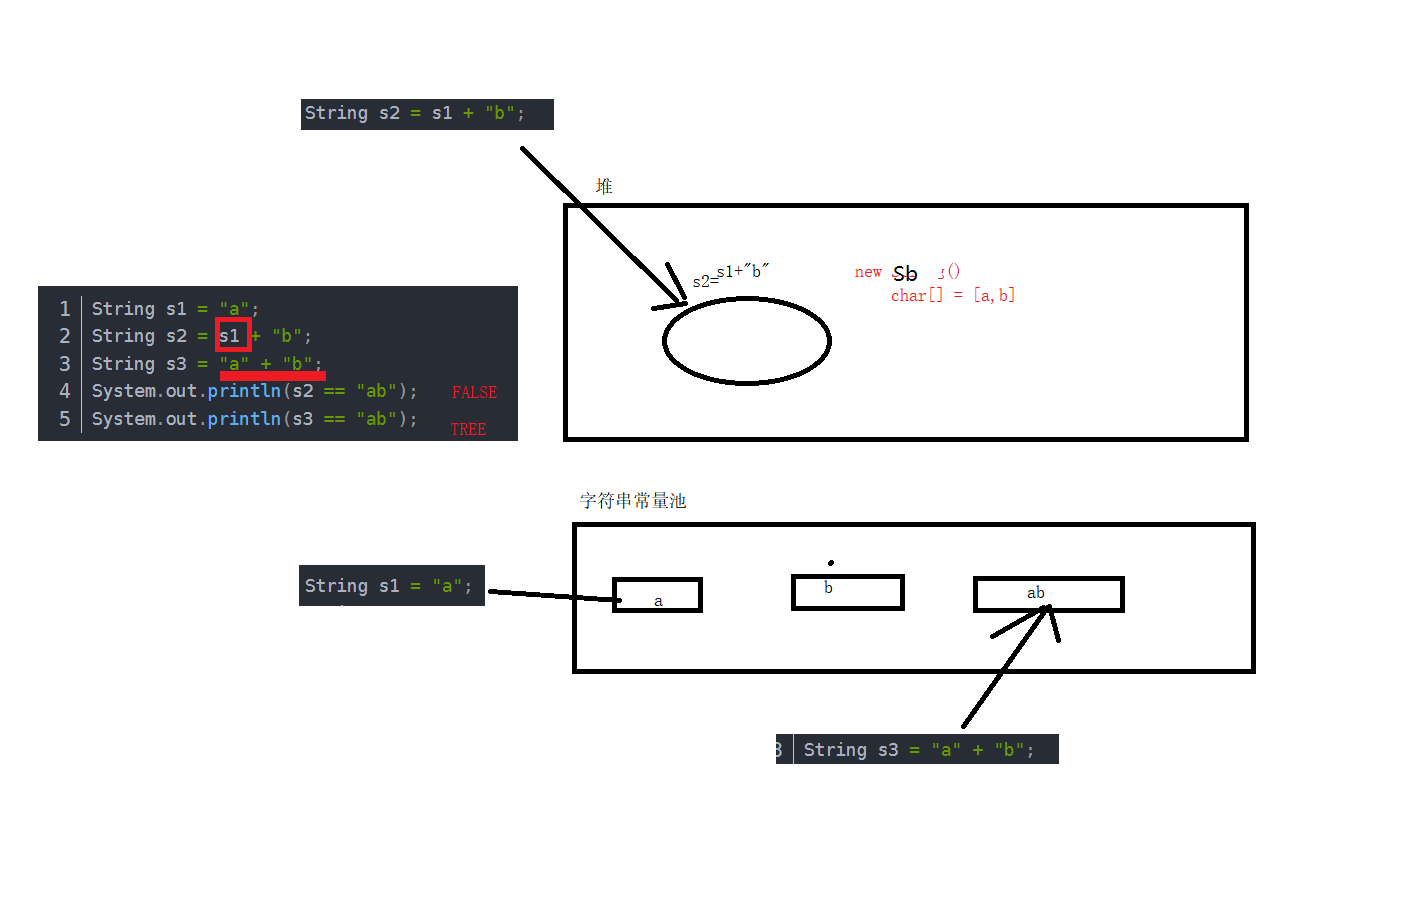 String s2 = s1 + "b";
堆
s2=s1+"b"
new Sb g()
char[] = [a,b]
1 String s1 = "a";
2 String s2 = s1 + "b";
3 String s3 = "a" + "b";
4 System.out.println(s2 == "ab"); FALSE
5 System.out.println(s3 == "ab"); TREE
字符串常量池
String s1 = "a";
a
b
ab
3 String s3 = "a" + "b";